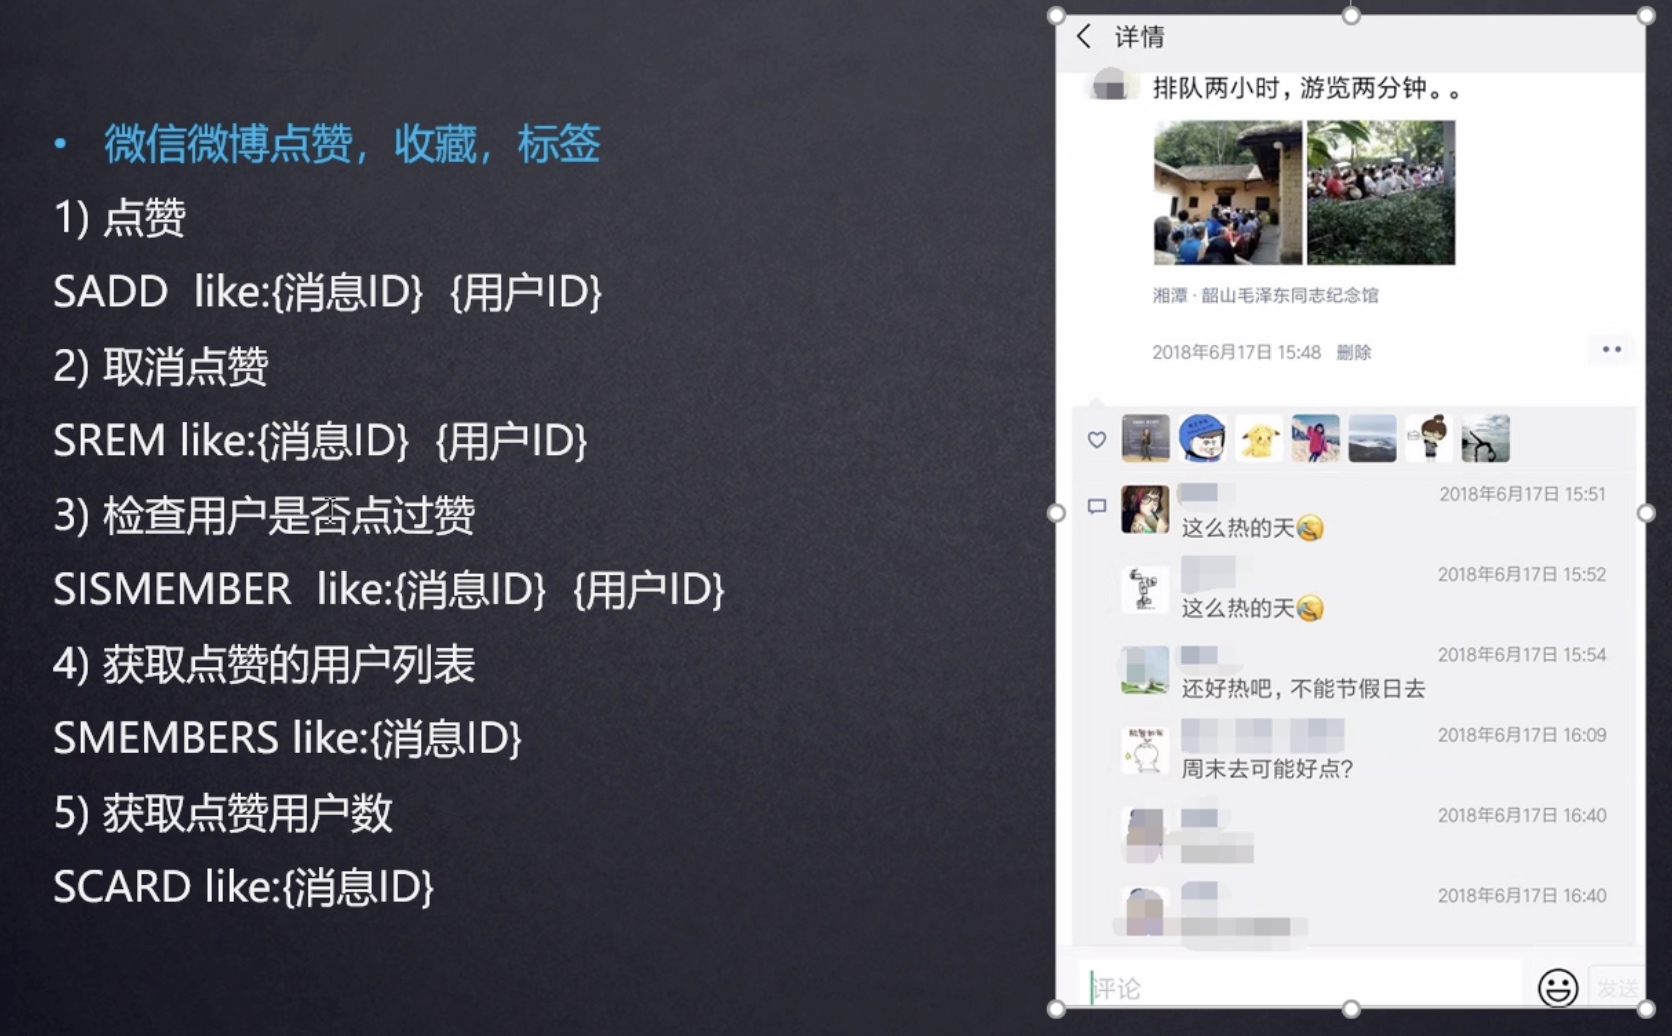 • 微信微博点赞，收藏，标签
1) 点赞
SADD like:{消息ID} {用户ID}
2) 取消点赞
SREM like:{消息ID} {用户ID}
3) 检查用户是否点过赞
SISMEMBER like:{消息ID} {用户ID}
4) 获取点赞的用户列表
SMEMBERS like:{消息ID}
5) 获取点赞用户数
SCARD like:{消息ID}
详情
排队两小时，游览两分钟。。
湘潭 · 韶山毛泽东同志纪念馆
2018年6月17日 15:48 删除
2018年6月17日 15:51
这么热的天
2018年6月17日 15:52
这么热的天
2018年6月17日 15:54
还好热吧，不能节假日去
2018年6月17日 16:09
周末去可能好点？
2018年6月17日 16:40
2018年6月17日 16:40
评论
发送